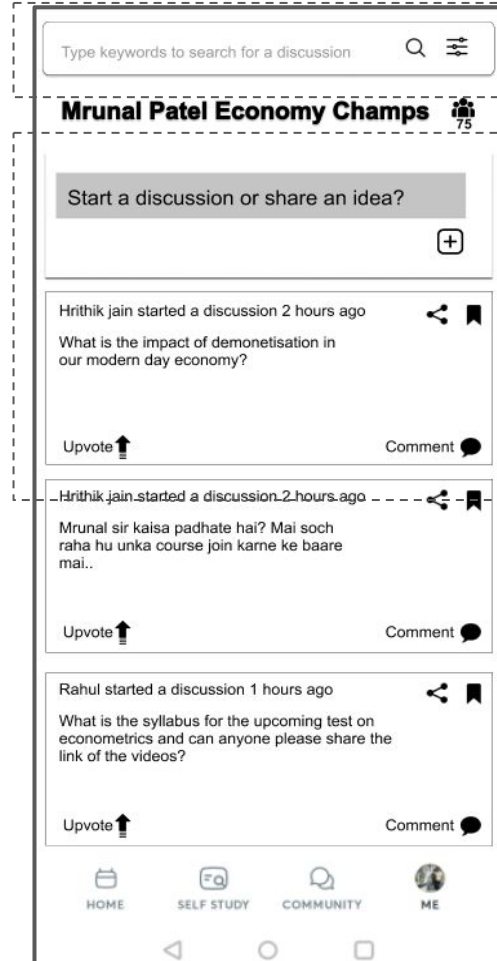 Type keywords to search for a discussion
Mrunal Patel Economy Champs
75
Start a discussion or share an idea?
Hrithik jain started a discussion 2 hours ago
What is the impact of demonetisation in
our modern day economy?
Upvote Comment
Hrithik jain started a discussion 2 hours ago
Mrunal sir kaisa padhate hai? Mai soch
raha hu unka course join karne ke baare
mai..
Upvote Comment
Rahul started a discussion 1 hours ago
What is the syllabus for the upcoming test on
econometrics and can anyone please share the
link of the videos?
Upvote Comment
HOME SELF STUDY COMMUNITY ME